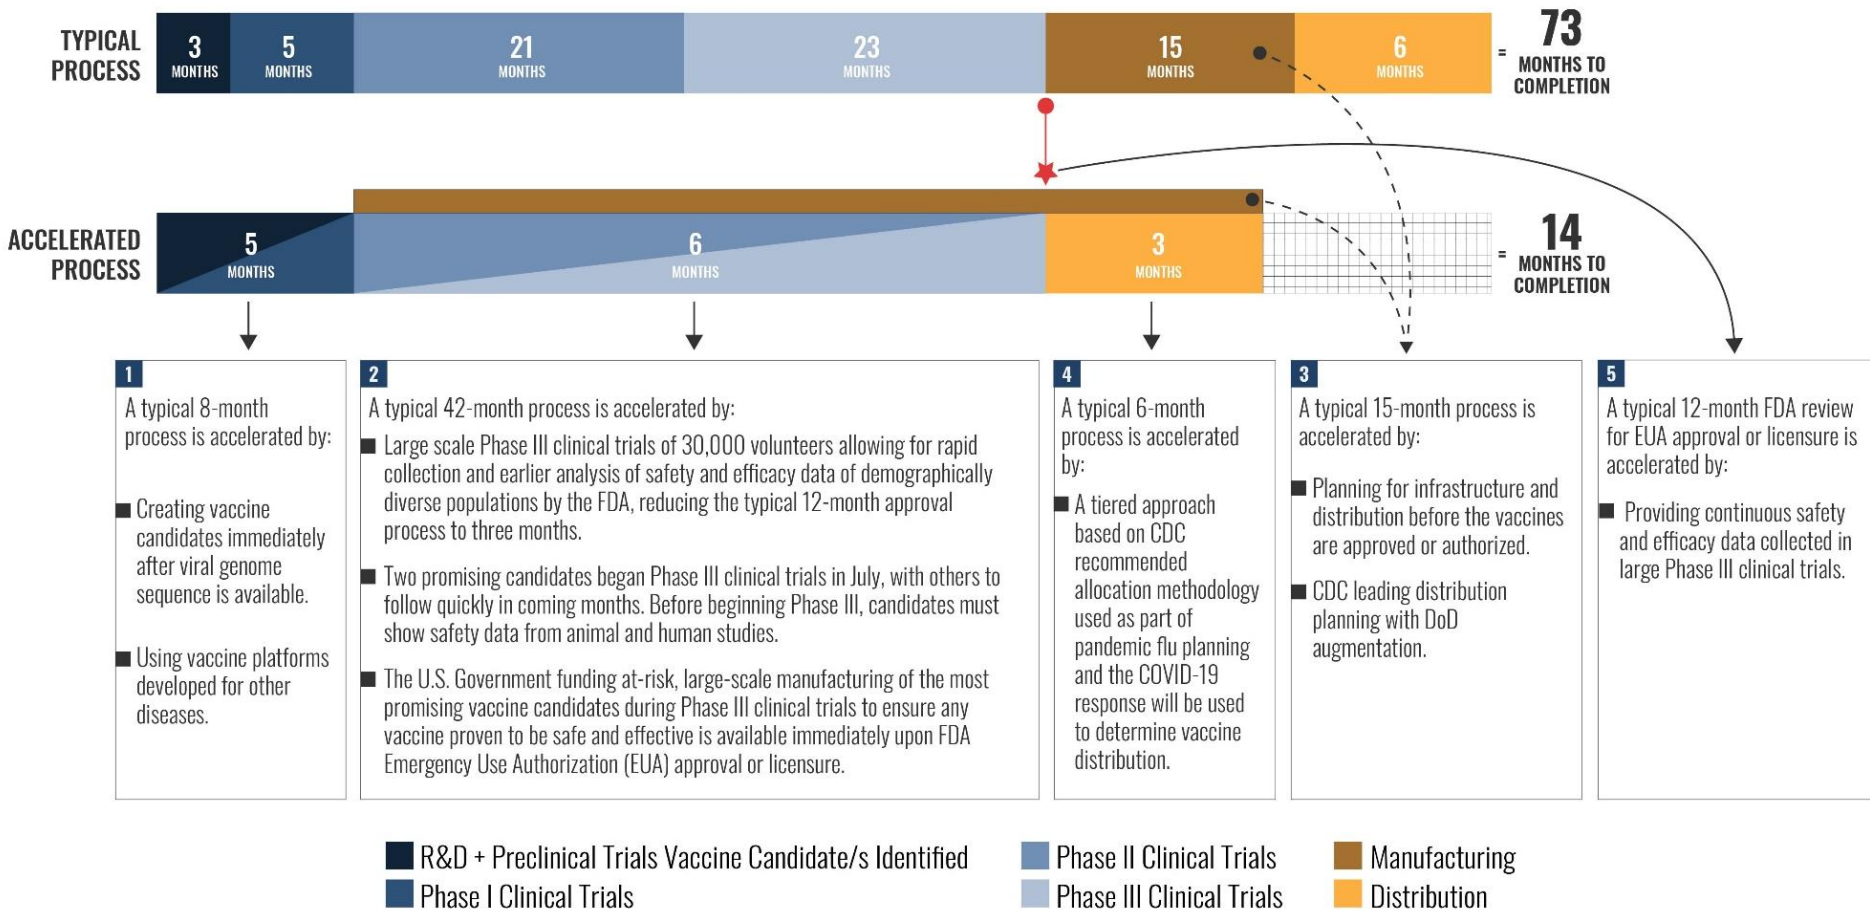 TYPICAL
PROCESS
3
MONTHS
5
MONTHS
21
MONTHS
23
MONTHS
15
MONTHS
6
MONTHS
=
73
MONTHS TO
COMPLETION
ACCELERATED
PROCESS
5
MONTHS
6
MONTHS
3
MONTHS
=
14
MONTHS TO
COMPLETION
1
A typical 8-month
process is accelerated by:
■ Creating vaccine
candidates immediately
after viral genome
sequence is available.
■ Using vaccine platforms
developed for other
diseases.
2
A typical 42-month process is accelerated by:
■ Large scale Phase III clinical trials of 30,000 volunteers allowing for rapid
collection and earlier analysis of safety and efficacy data of demographically
diverse populations by the FDA, reducing the typical 12-month approval
process to three months.
■ Two promising candidates began Phase III clinical trials in July, with others to
follow quickly in coming months. Before beginning Phase III, candidates must
show safety data from animal and human studies.
■ The U.S. Government funding at-risk, large-scale manufacturing of the most
promising vaccine candidates during Phase III clinical trials to ensure any
vaccine proven to be safe and effective is available immediately upon FDA
Emergency Use Authorization (EUA) approval or licensure.
4
A typical 6-month
process is accelerated
by:
■ A tiered approach
based on CDC
recommended
allocation methodology
used as part of
pandemic flu planning
and the COVID-19
response will be used
to determine vaccine
distribution.
3
A typical 15-month process is
accelerated by:
■ Planning for infrastructure and
distribution before the vaccines
are approved or authorized.
■ CDC leading distribution
planning with DoD
augmentation.
5
A typical 12-month FDA review
for EUA approval or licensure is
accelerated by:
■ Providing continuous safety
and efficacy data collected in
large Phase III clinical trials.
R&D + Preclinical Trials Vaccine Candidate/s Identified
Phase I Clinical Trials
Phase II Clinical Trials
Phase III Clinical Trials
Manufacturing
Distribution